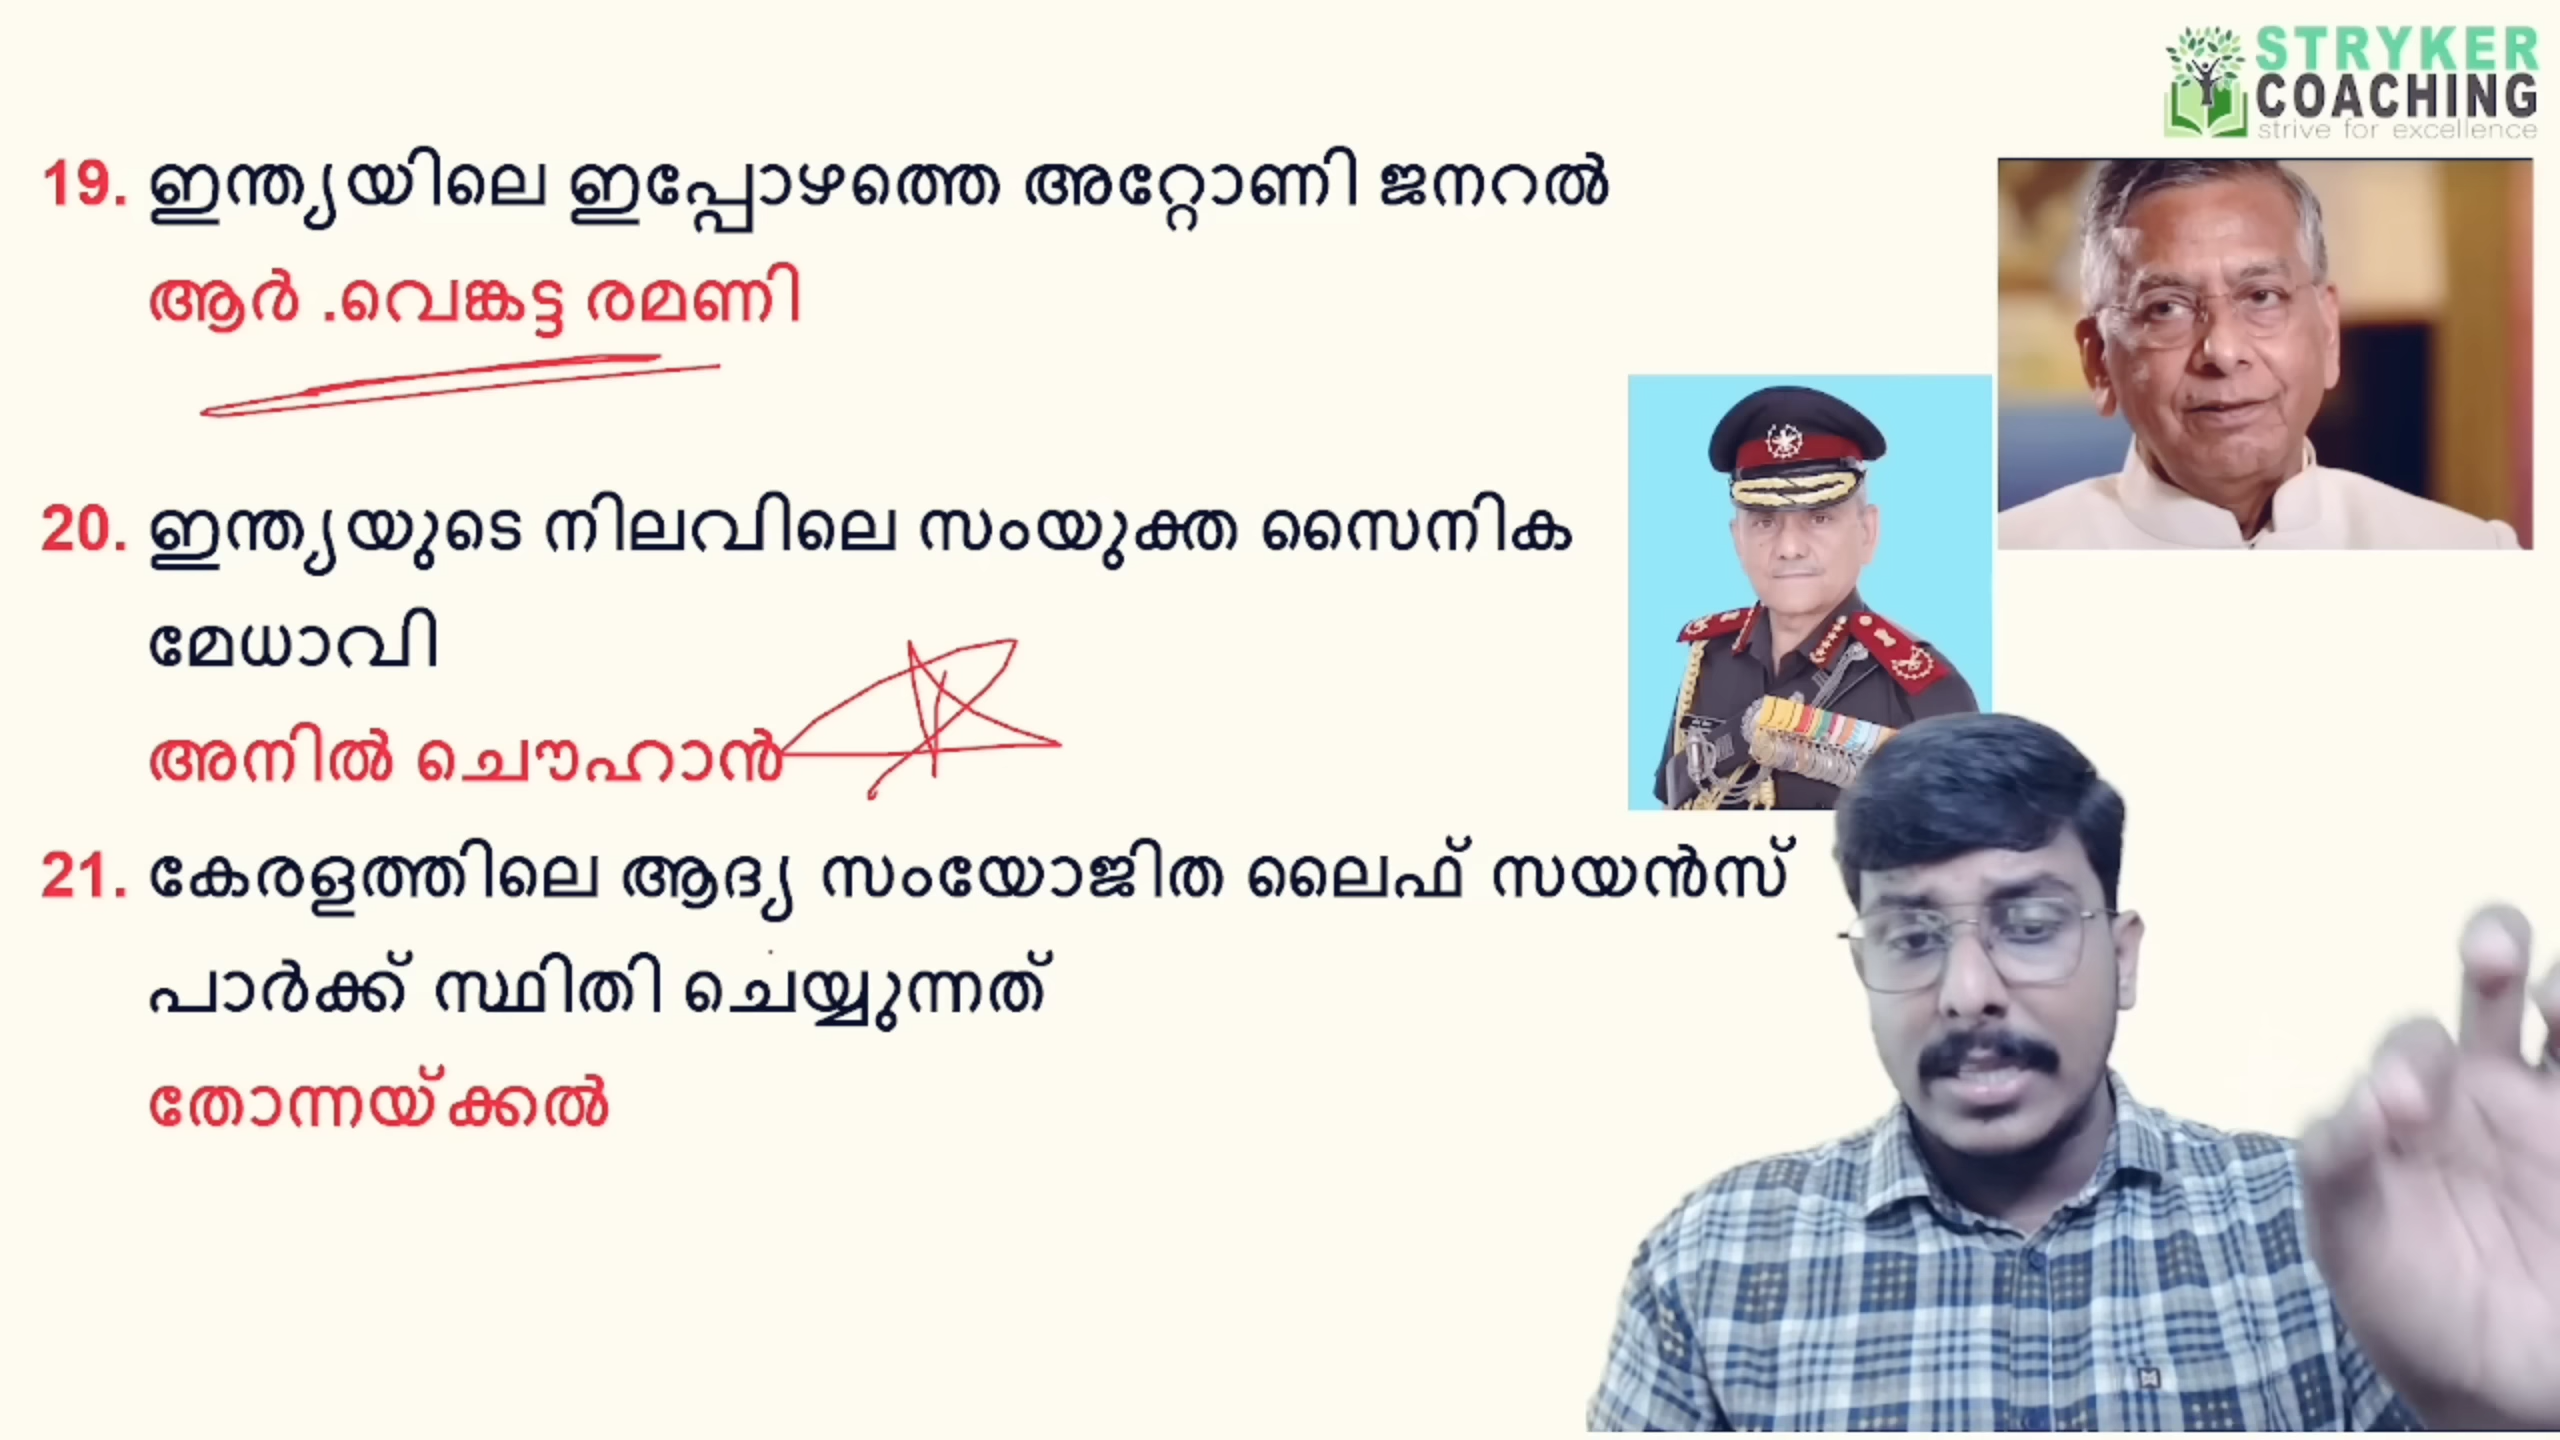 STRYKER
COACHING
strive for excellence
19. ഇന്ത്യയിലെ ഇപ്പോഴത്തെ അറ്റോണി ജനറൽ
ആർ .വെങ്കട്ട രമണി
20. ഇന്ത്യയുടെ നിലവിലെ സംയുക്ത സൈനിക
മേധാവി
അനിൽ ചൌഹാൻ
21. കേരളത്തിലെ ആദ്യ സംയോജിത ലൈഫ് സയൻസ്
പാർക്ക് സ്ഥിതി ചെയ്യുന്നത്
തോന്നയ്ക്കൽ